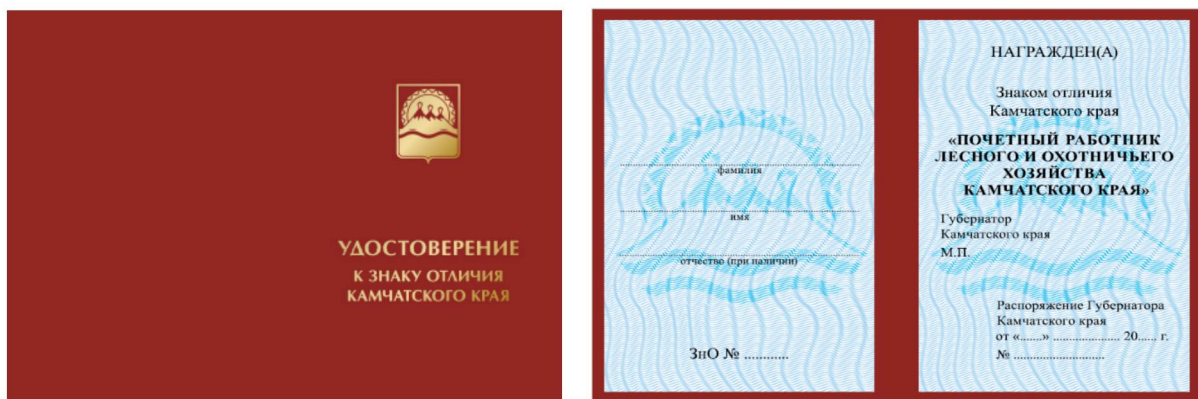 УДОСТОВЕРЕНИЕ
К ЗНАКУ ОТЛИЧИЯ
КАМЧАТСКОГО КРАЯ
фамилия
имя
отчество (при наличии)
ЗнО № ............
НАГРАЖДЕН(А)
Знаком отличия
Камчатского края
«ПОЧЕТНЫЙ РАБОТНИК
ЛЕСНОГО И ОХОТНИЧЬЕГО
ХОЗЯЙСТВА
КАМЧАТСКОГО КРАЯ»
Губернатор
Камчатского края
М.П.
Распоряжение Губернатора
Камчатского края
от «.......» ...................... 20...... г.
№ ............................